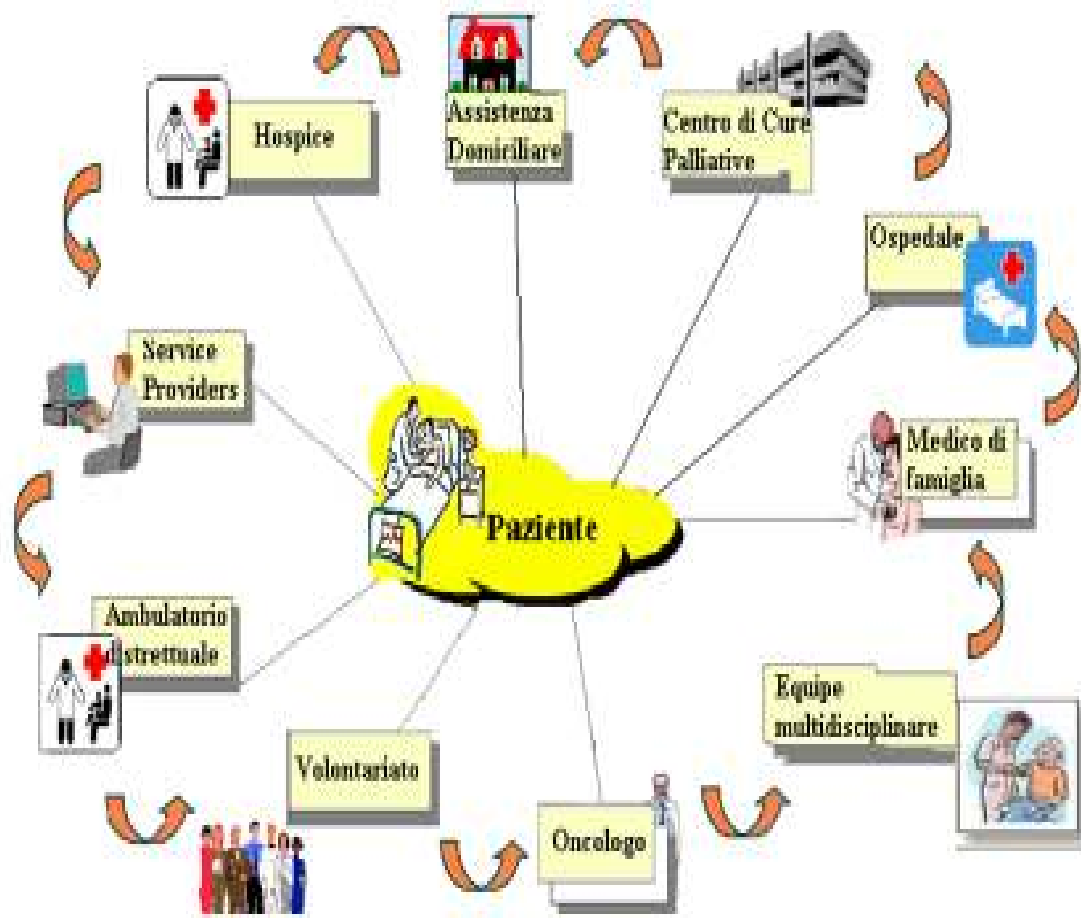 Hospice
Assistenza
Domiciliare
Centro di Cure
Palliative
Ospedale
Service
Providers
Medico di
famiglia
Paziente
Ambulatorio
distrettuale
Equipe
multidisciplinare
Volontariato
Oncologo